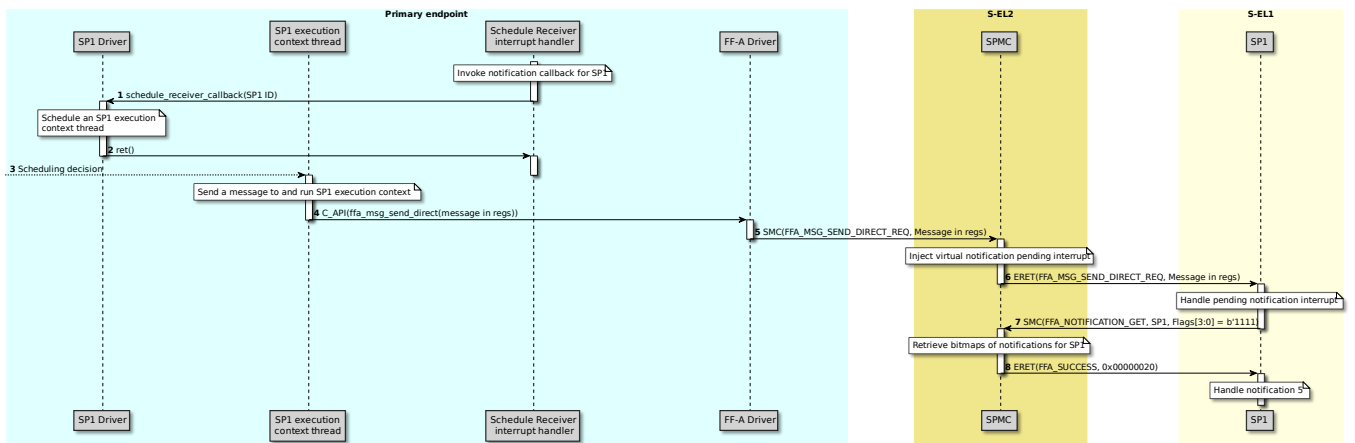 Primary endpoint
S-EL2
S-EL1
SP1 Driver
SP1 execution
context thread
Schedule Receiver
interrupt handler
FF-A Driver
SPMC
SP1
Invoke notification callback for SP1
1 schedule_receiver_callback(SP1 ID)
Schedule an SP1 execution
context thread
2 ret()
3 Scheduling decision
Send a message to and run SP1 execution context
4 C_API(ffa_msg_send_direct(message in regs))
5 SMC(FFA_MSG_SEND_DIRECT_REQ, Message in regs)
Inject virtual notification pending interrupt
6 ERET(FFA_MSG_SEND_DIRECT_REQ, Message in regs)
Handle pending notification interrupt
7 SMC(FFA_NOTIFICATION_GET, SP1, Flags[3:0] = b'1111)
Retrieve bitmaps of notifications for SP1
8 ERET(FFA_SUCCESS, 0x00000020)
Handle notification 5
SP1 Driver
SP1 execution
context thread
Schedule Receiver
interrupt handler
FF-A Driver
SPMC
SP1